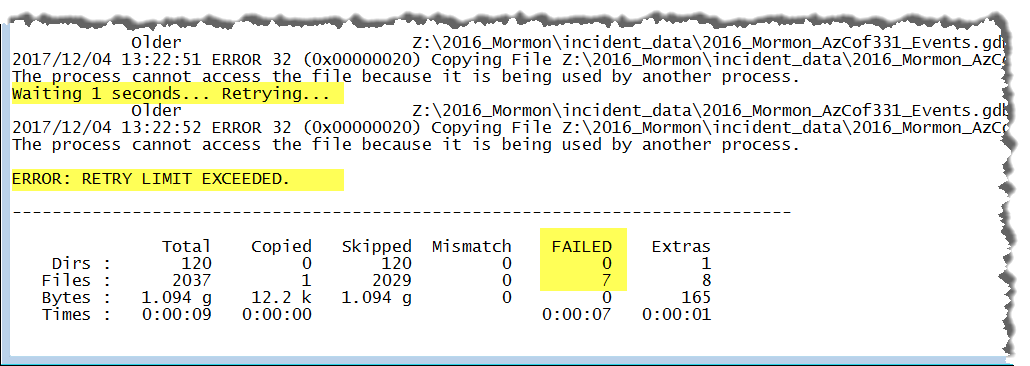 Older Z:\2016_Mormon\incident_data\2016_Mormon_AzCof331_Events.gdb
2017/12/04 13:22:51 ERROR 32 (0x00000020) Copying File Z:\2016_Mormon\incident_data\2016_Mormon_AzCo
The process cannot access the file because it is being used by another process.
Waiting 1 seconds... Retrying...
Older Z:\2016_Mormon\incident_data\2016_Mormon_AzCof331_Events.gdb
2017/12/04 13:22:52 ERROR 32 (0x00000020) Copying File Z:\2016_Mormon\incident_data\2016_Mormon_AzCo
The process cannot access the file because it is being used by another process.
ERROR: RETRY LIMIT EXCEEDED.
------------------------------------------------------------------------------
Total Copied Skipped Mismatch FAILED Extras
Dirs : 120 0 120 0 0 1
Files : 2037 1 2029 0 7 8
Bytes : 1.094 g 12.2 k 1.094 g 0 0 165
Times : 0:00:09 0:00:00 0:00:07 0:00:01